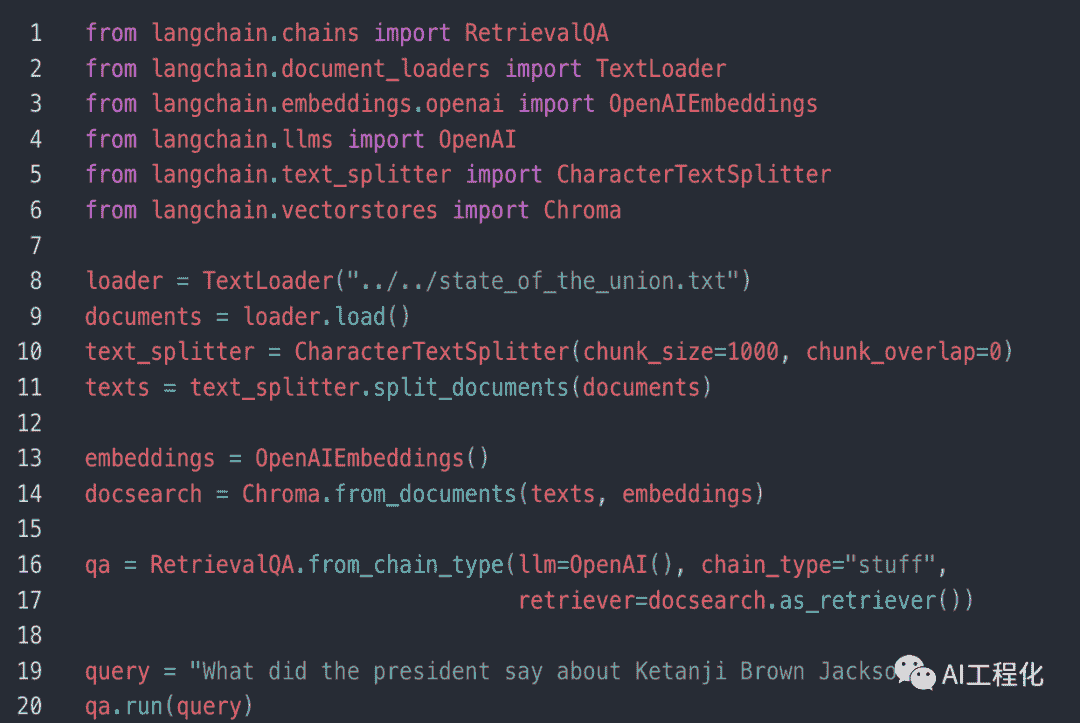 1 from langchain.chains import RetrievalQA
2 from langchain.document_loaders import TextLoader
3 from langchain.embeddings.openai import OpenAIEmbeddings
4 from langchain.llms import OpenAI
5 from langchain.text_splitter import CharacterTextSplitter
6 from langchain.vectorstores import Chroma
7
8 loader = TextLoader("../../state_of_the_union.txt")
9 documents = loader.load()
10 text_splitter = CharacterTextSplitter(chunk_size=1000, chunk_overlap=0)
11 texts = text_splitter.split_documents(documents)
12
13 embeddings = OpenAIEmbeddings()
14 docsearch = Chroma.from_documents(texts, embeddings)
15
16 qa = RetrievalQA.from_chain_type(llm=OpenAI(), chain_type="stuff",
17 retriever=docsearch.as_retriever())
18
19 query = "What did the president say about Ketanji Brown
20 qa.run(query)
AI工程化